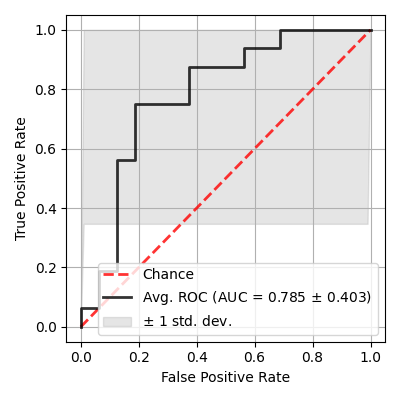 1.0
0.8
0.6
0.4
0.2
0.0
True Positive Rate
Chance
Avg. ROC (AUC = 0.785 ± 0.403)
± 1 std. dev.
0.0 0.2 0.4 0.6 0.8 1.0
False Positive Rate